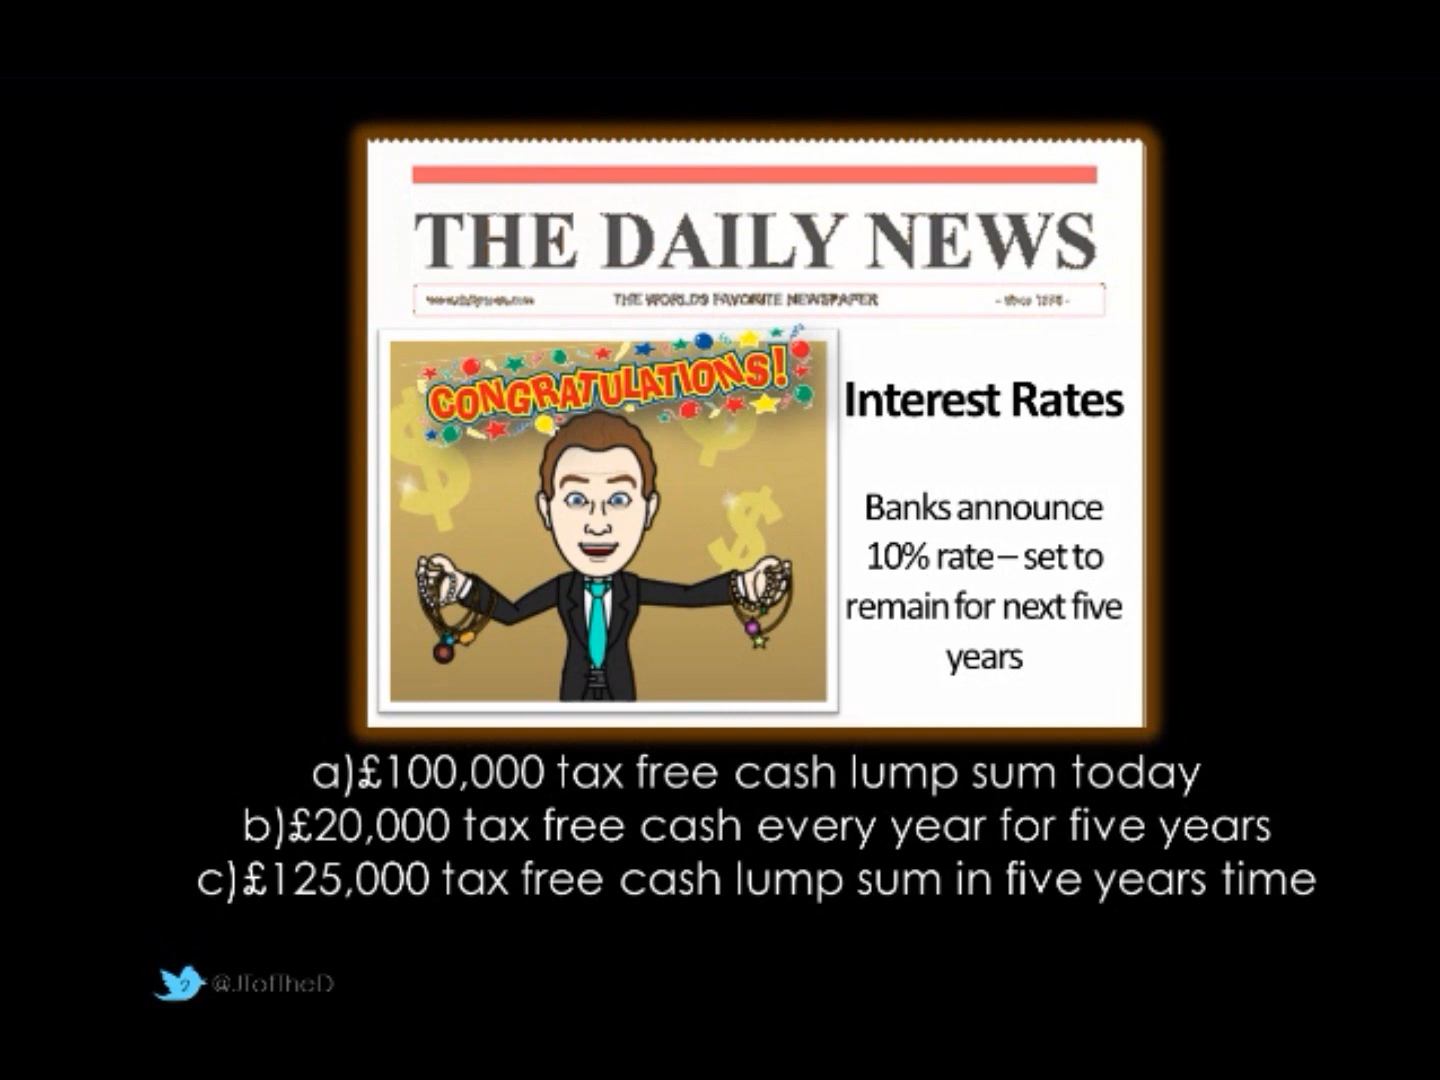 THE DAILY NEWS
THE WORLDS FAVORITE NEWSPAPER
CONGRATULATIONS!
Interest Rates
Banks announce
10% rate – set to
remain for next five
years
a)£100,000 tax free cash lump sum today
b)£20,000 tax free cash every year for five years
c)£125,000 tax free cash lump sum in five years time
@JTofTheD